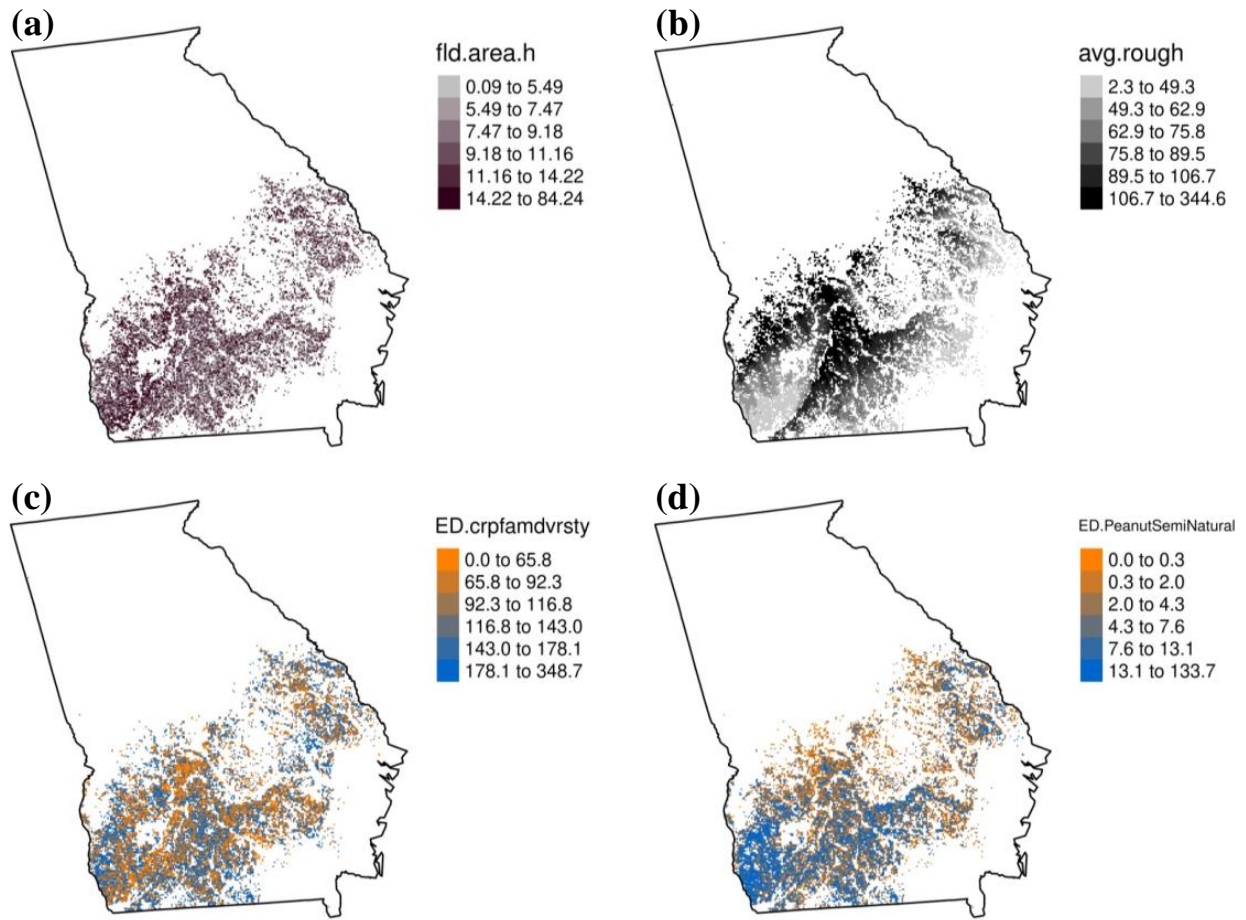 (a)
fld.area.h
0.09 to 5.49
5.49 to 7.47
7.47 to 9.18
9.18 to 11.16
11.16 to 14.22
14.22 to 84.24
(b)
avg.rough
2.3 to 49.3
49.3 to 62.9
62.9 to 75.8
75.8 to 89.5
89.5 to 106.7
106.7 to 344.6
(c)
ED.crpfamdvrsty
0.0 to 65.8
65.8 to 92.3
92.3 to 116.8
116.8 to 143.0
143.0 to 178.1
178.1 to 348.7
(d)
ED.PeanutSemiNatural
0.0 to 0.3
0.3 to 2.0
2.0 to 4.3
4.3 to 7.6
7.6 to 13.1
13.1 to 133.7